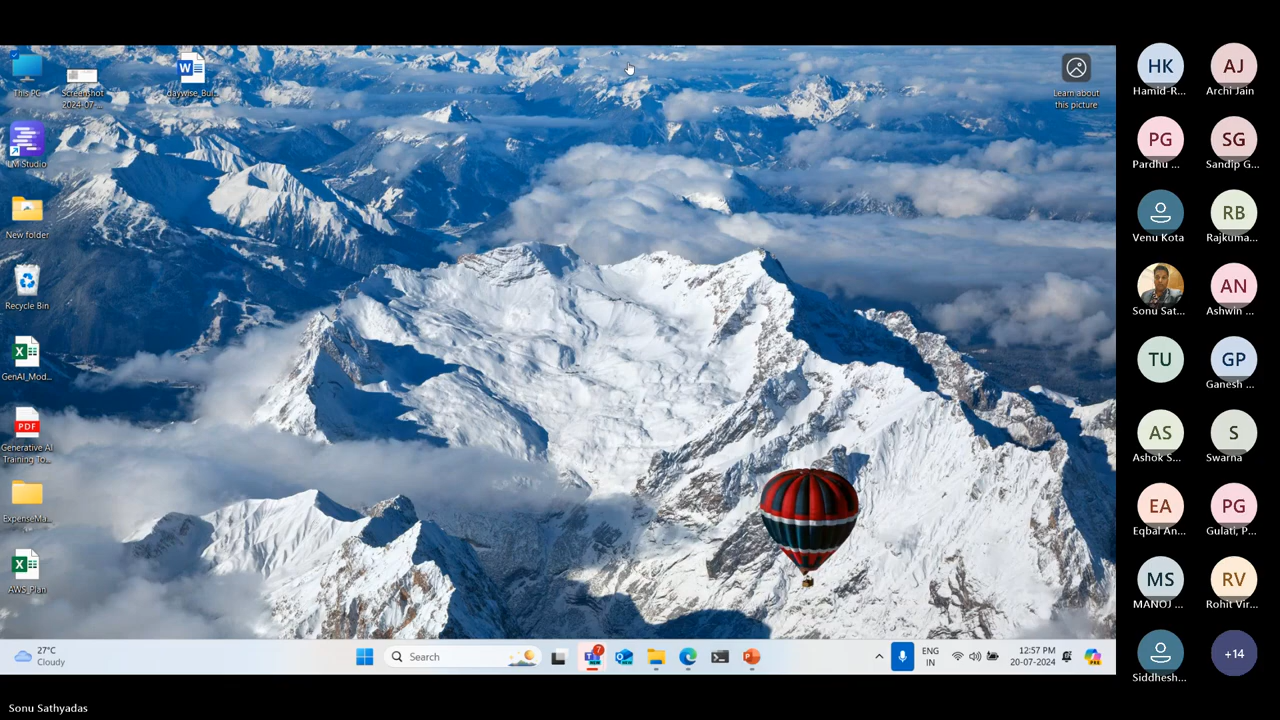 This PC
Screenshot
2024-07-...
W
daywise_Bui...
Learn about
this picture
LM Studio
New folder
Recycle Bin
GenAI_Mod...
PDF
Generative AI
Training To...
ExpenseMa...
AWS_Plan
27°C
Cloudy
Search
7
ENG
IN
12:57 PM
20-07-2024
Sonu Sathyadas
HK
Hamid-R...
AJ
Archi Jain
PG
Pardhu ...
SG
Sandip G...
Venu Kota
RB
Rajkuma...
Sonu Sat...
AN
Ashwin ...
TU
GP
Ganesh ...
AS
Ashok S...
S
Swarna
EA
Eqbal An...
PG
Gulati, P...
MS
MANOJ ...
RV
Rohit Vir...
Siddhesh...
+14